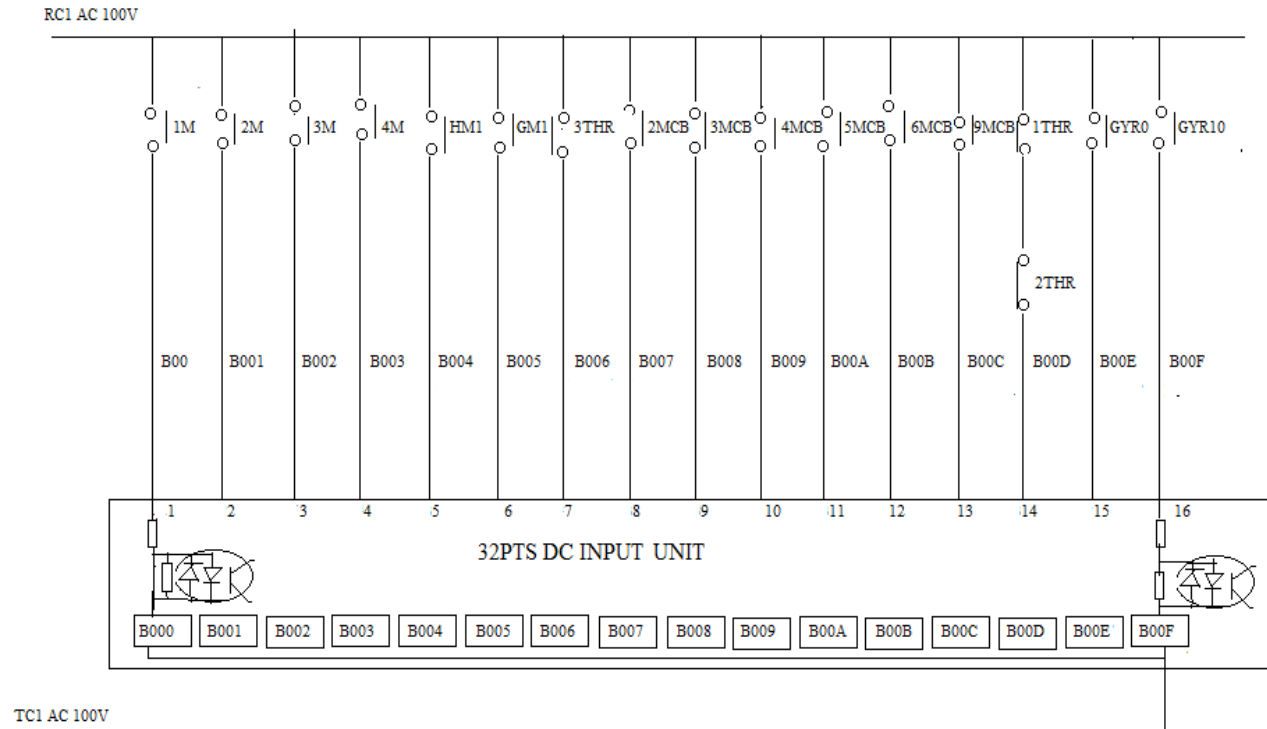 RC1 AC 100V
1M 2M 3M 4M HM1 GM1 3THR 2MCB 3MCB 4MCB 5MCB 6MCB 9MCB 1THR GYR0 GYR10
2THR
B00 B001 B002 B003 B004 B005 B006 B007 B008 B009 B00A B00B B00C B00D B00E B00F
1 2 3 4 5 6 7 8 9 10 11 12 13 14 15 16
32PTS DC INPUT UNIT
B000 B001 B002 B003 B004 B005 B006 B007 B008 B009 B00A B00B B00C B00D B00E B00F
TC1 AC 100V